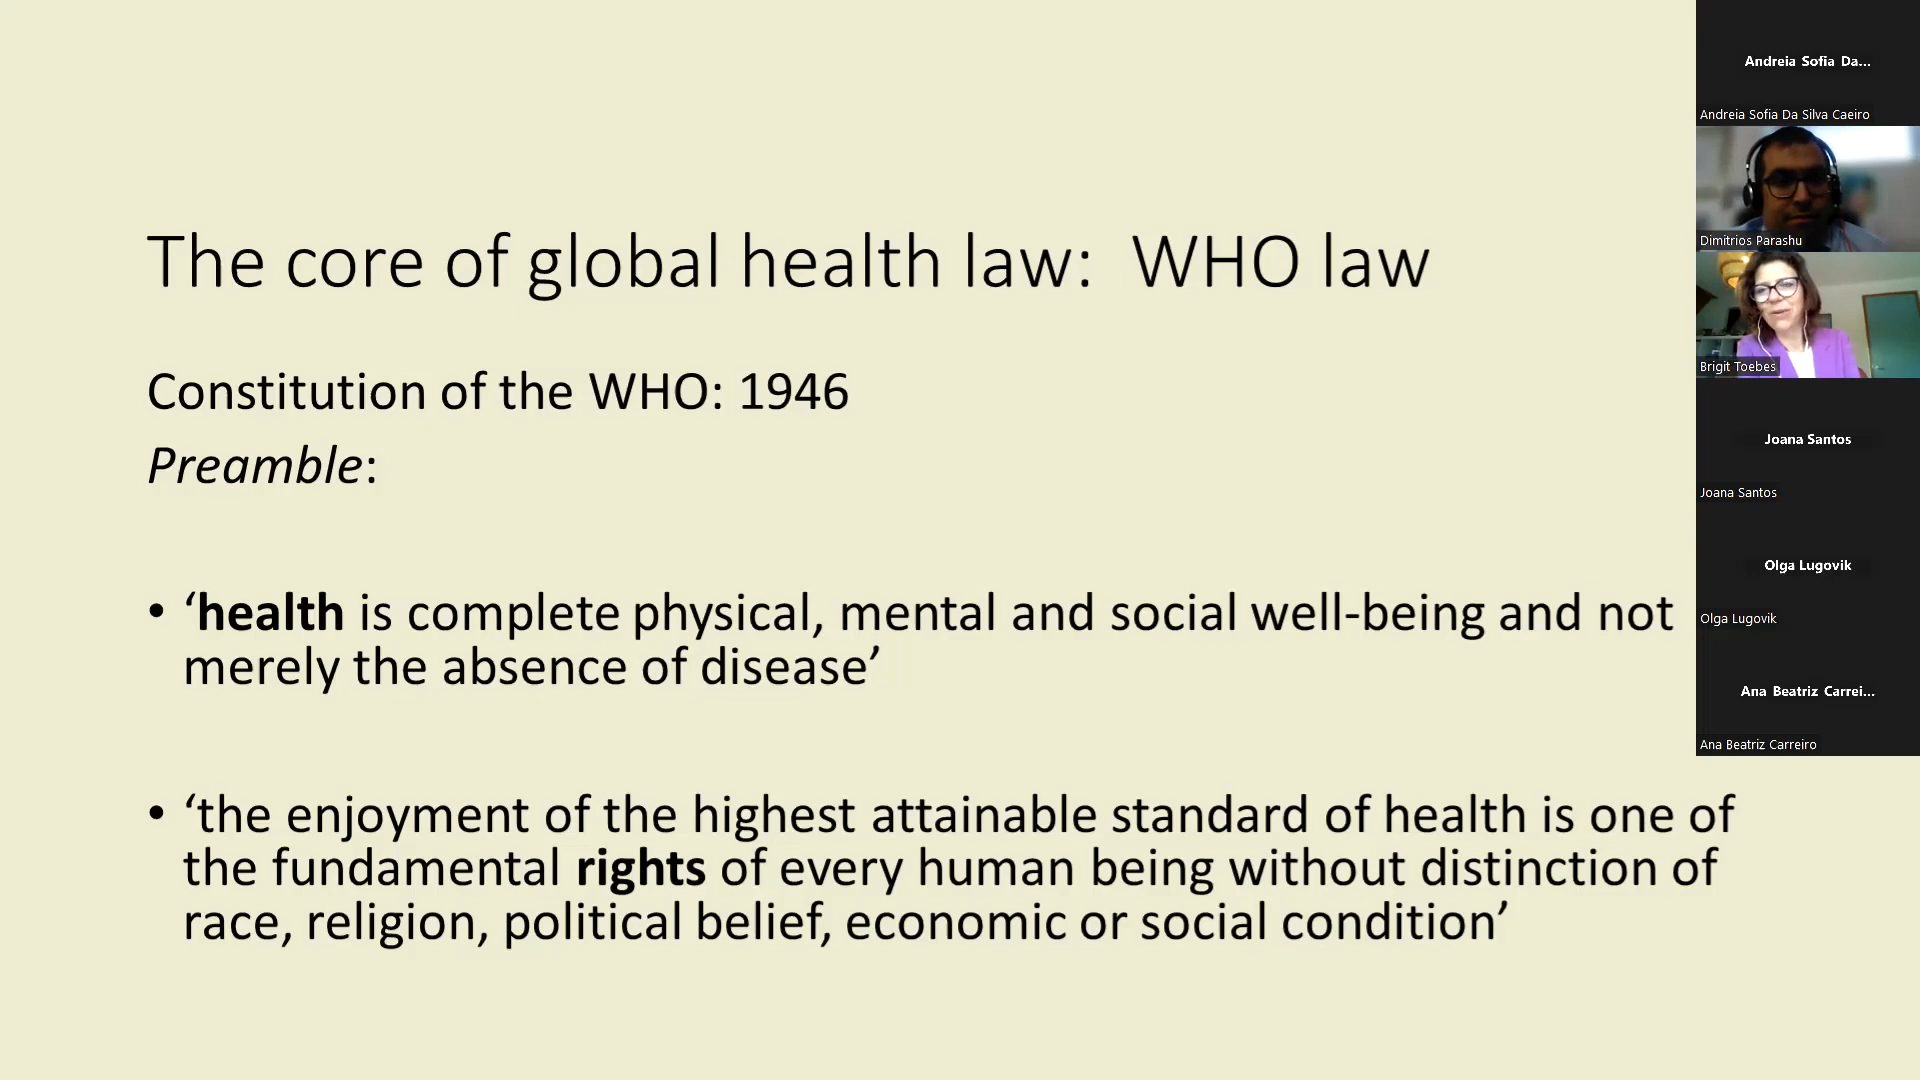 The core of global health law:  WHO law
Constitution of the WHO: 1946
Preamble:
• ‘health is complete physical, mental and social well-being and not
merely the absence of disease’
• ‘the enjoyment of the highest attainable standard of health is one of
the fundamental rights of every human being without distinction of
race, religion, political belief, economic or social condition’
Andreia Sofia Da...
Andreia Sofia Da Silva Caeiro
Dimitrios Parashu
Brigit Toebes
Joana Santos
Joana Santos
Olga Lugovik
Olga Lugovik
Ana Beatriz Carrei...
Ana Beatriz Carreiro